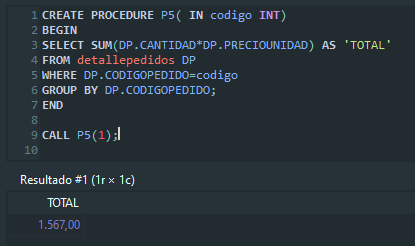 1 CREATE PROCEDURE P5( IN codigo INT)
2 BEGIN
3 SELECT SUM(DP.CANTIDAD*DP.PRECIOUNIDAD) AS 'TOTAL'
4 FROM detallepedidos DP
5 WHERE DP.CODIGOPEDIDO=codigo
6 GROUP BY DP.CODIGOPEDIDO;
7 END
8
9 CALL P5(1);
10
Resultado #1 (1r × 1c)
TOTAL
1.567,00